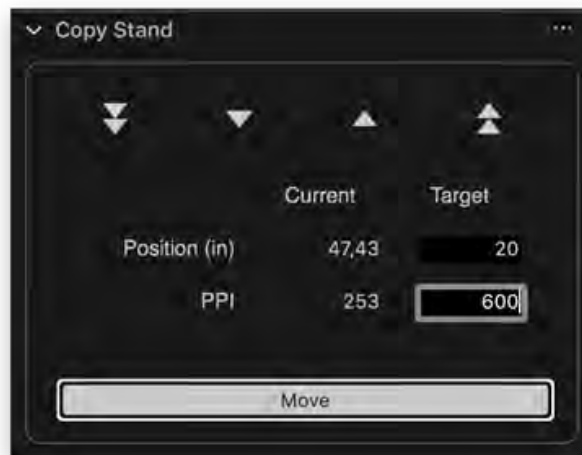 Copy Stand
Current Target
Position (in) 47,43 20
PPI 253 600
Move